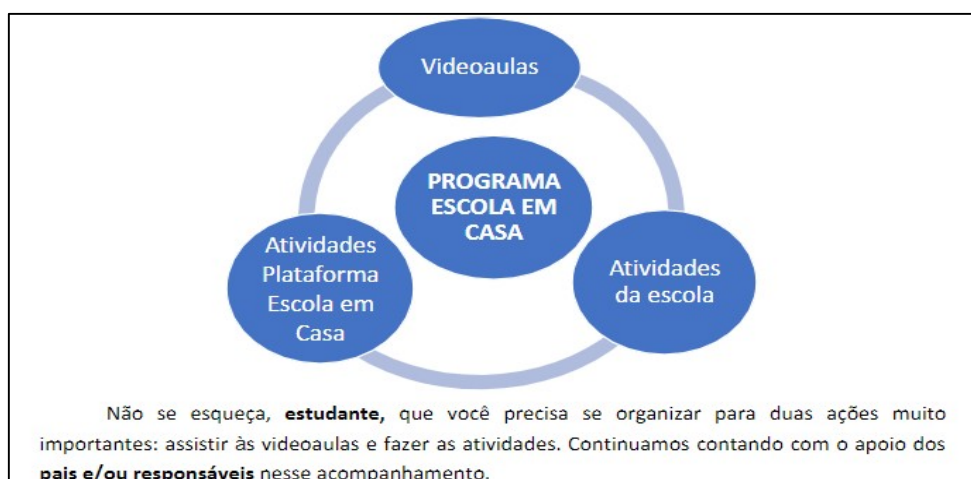 Videoaulas
PROGRAMA
ESCOLA EM
CASA
Atividades
Plataforma
Escola em
Casa
Atividades
da escola
Não se esqueça, estudante, que você precisa se organizar para duas ações muito
importantes: assistir às videoaulas e fazer as atividades. Continuamos contando com o apoio dos
pais e/ou responsáveis nesse acompanhamento.